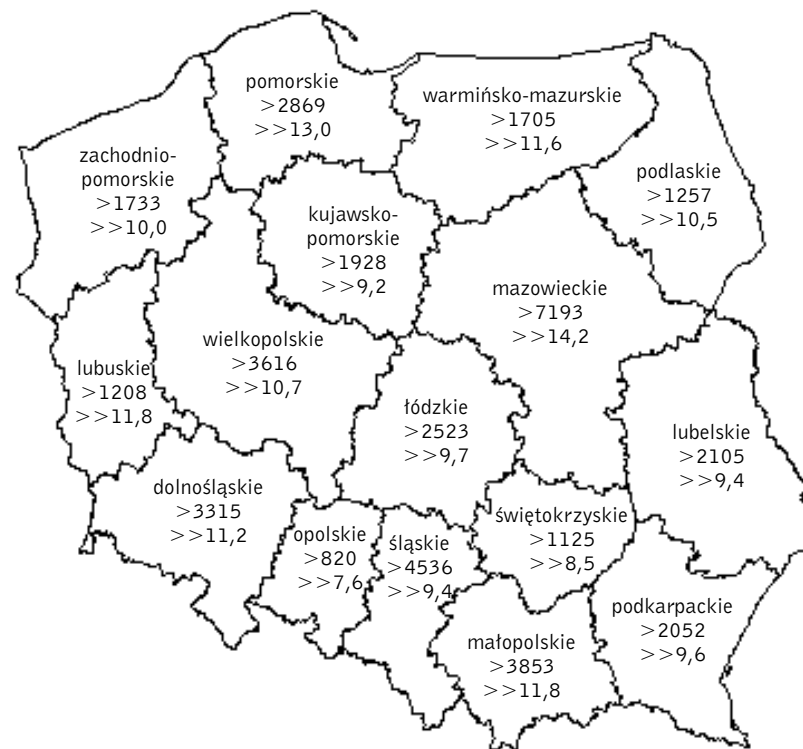 pomorskie
>2869
>>13,0
warmińsko-mazurskie
>1705
>>11,6
zachodnio-
pomorskie
>1733
>>10,0
podlaskie
>1257
>>10,5
kujawsko-
pomorskie
>1928
>>9,2
mazowieckie
>7193
>>14,2
wielkopolskie
>3616
>>10,7
lubuskie
>1208
>>11,8
łódzkie
>2523
>>9,7
lubelskie
>2105
>>9,4
dolnośląskie
>3315
>>11,2
opolskie
>820
>>7,6
śląskie
>4536
>>9,4
świętokrzyskie
>1125
>>8,5
podkarpackie
>2052
>>9,6
małopolskie
>3853
>>11,8